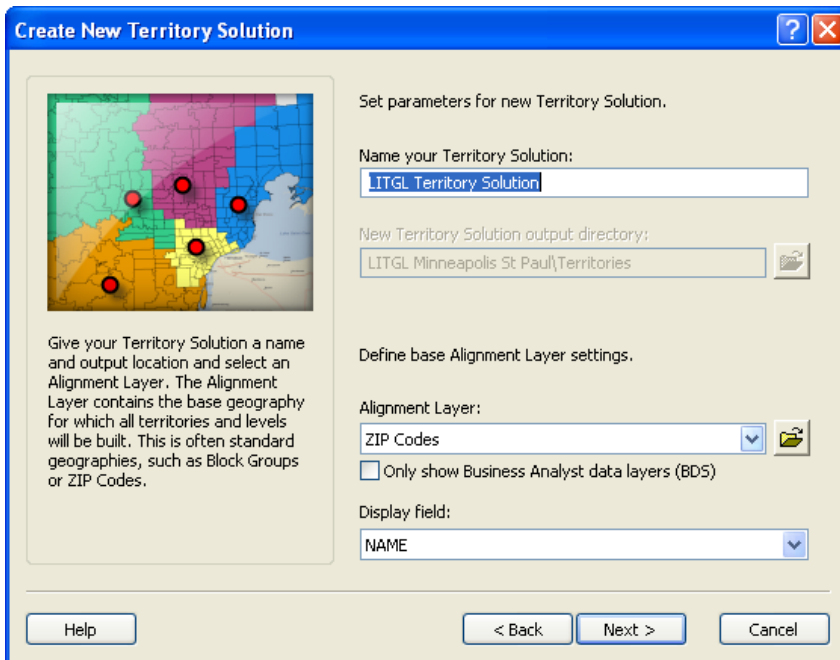 Create New Territory Solution
Set parameters for new Territory Solution.
Name your Territory Solution:
LITGL Territory Solution
New Territory Solution output directory:
LITGL Minneapolis St Paul\Territories
Give your Territory Solution a name
and output location and select an
Alignment Layer. The Alignment
Layer contains the base geography
for which all territories and levels
will be built. This is often standard
geographies, such as Block Groups
or ZIP Codes.
Define base Alignment Layer settings.
Alignment Layer:
ZIP Codes
Only show Business Analyst data layers (BDS)
Display field:
NAME
Help
< Back
Next >
Cancel